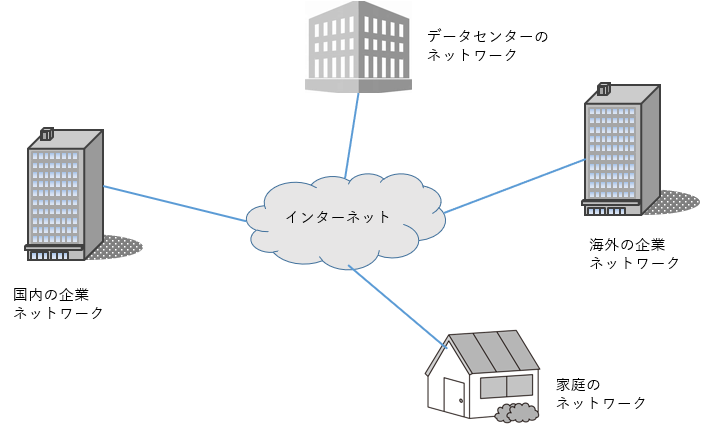 データセンターの
ネットワーク
インターネット
海外の企業
ネットワーク
国内の企業
ネットワーク
家庭の
ネットワーク